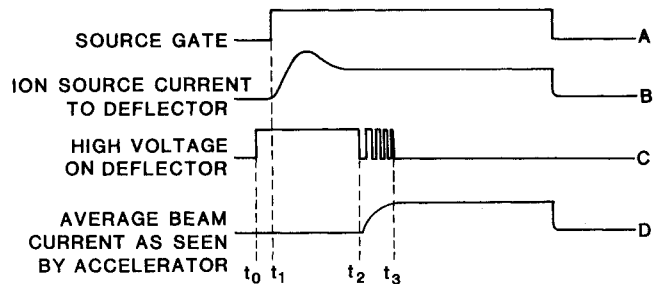 SOURCE GATE
A
ION SOURCE CURRENT
TO DEFLECTOR
B
HIGH VOLTAGE
ON DEFLECTOR
C
AVERAGE BEAM
CURRENT AS SEEN
BY ACCELERATOR
D
t0 t1 t2 t3